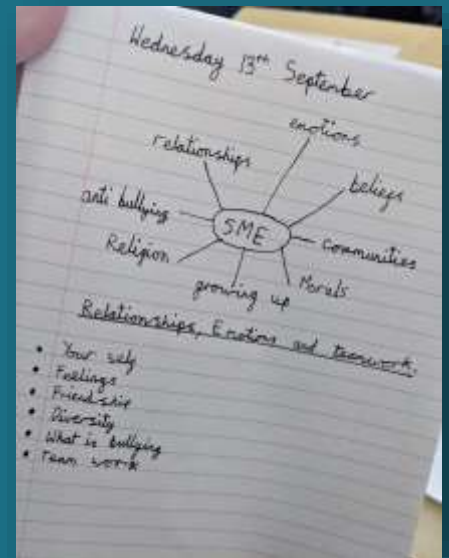 Wednesday 13th September
emotions
relationships
beliefs
anti bullying
SME
communities
Religion
growing up
Morals
Relationships, Emotions and teamwork.
• Your self
• Feelings
• Friendship
• Diversity
• What is bullying
• Team work